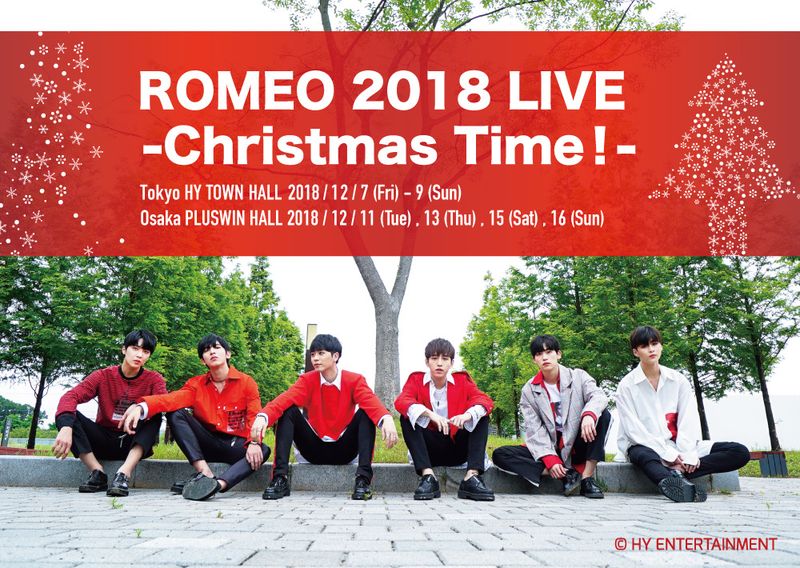 ROMEO 2018 LIVE
-Christmas Time!-
Tokyo HY TOWN HALL 2018 / 12 / 7 (Fri) – 9 (Sun)
Osaka PLUSWIN HALL 2018 / 12 / 11 (Tue) , 13 (Thu) , 15 (Sat) , 16 (Sun)
© HY ENTERTAINMENT